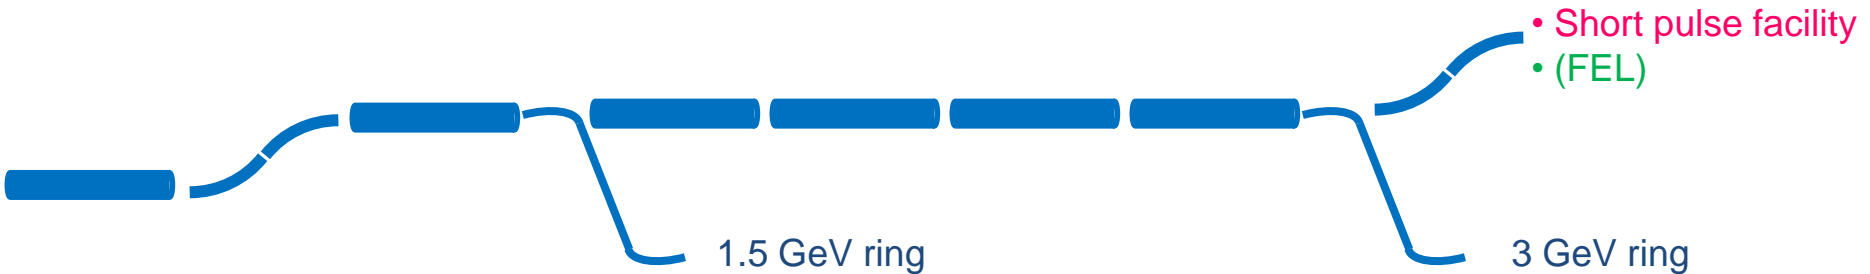 • Short pulse facility
• (FEL)
1.5 GeV ring
3 GeV ring